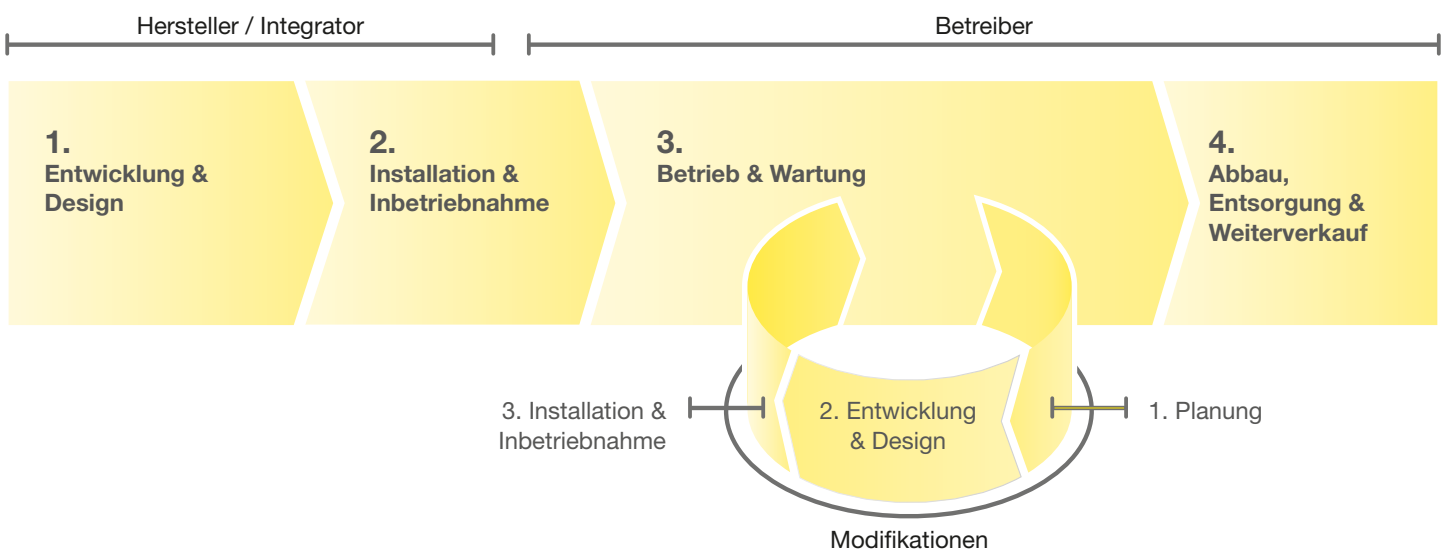 Hersteller / Integrator
Betreiber
1.
Entwicklung &
Design
2.
Installation &
Inbetriebnahme
3.
Betrieb & Wartung
4.
Abbau,
Entsorgung &
Weiterverkauf
3. Installation &
Inbetriebnahme
2. Entwicklung
& Design
1. Planung
Modifikationen